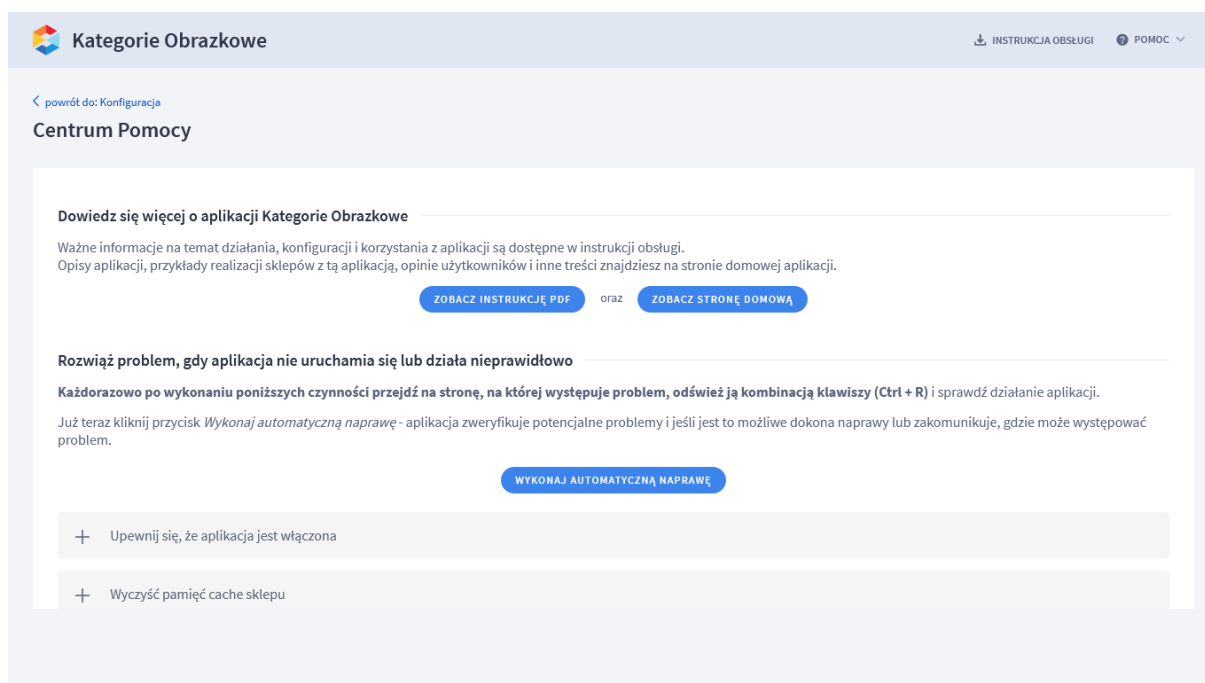 Kategorie Obrazkowe
INSTRUKCJA OBSŁUGI
POMOC
powrót do: Konfiguracja
Centrum Pomocy
Dowiedz się więcej o aplikacji Kategorie Obrazkowe
Ważne informacje na temat działania, konfiguracji i korzystania z aplikacji są dostępne w instrukcji obsługi.
Opisy aplikacji, przykłady realizacji sklepów z tą aplikacją, opinie użytkowników i inne treści znajdziesz na stronie domowej aplikacji.
ZOBACZ INSTRUKCJĘ PDF oraz ZOBACZ STRONĘ DOMOWĄ
Rozwiąż problem, gdy aplikacja nie uruchamia się lub działa nieprawidłowo
Każdorazowo po wykonaniu poniższych czynności przejdź na stronę, na której występuje problem, odśwież ją kombinacją klawiszy (Ctrl + R) i sprawdź działanie aplikacji.
Już teraz kliknij przycisk Wykonaj automatyczną naprawę - aplikacja zweryfikuje potencjalne problemy i jeśli jest to możliwe dokona naprawy lub zakomunikuje, gdzie może występować
problem.
WYKONAJ AUTOMATYCZNĄ NAPRAWĘ
Upewnij się, że aplikacja jest włączona
Wyczyść pamięć cache sklepu